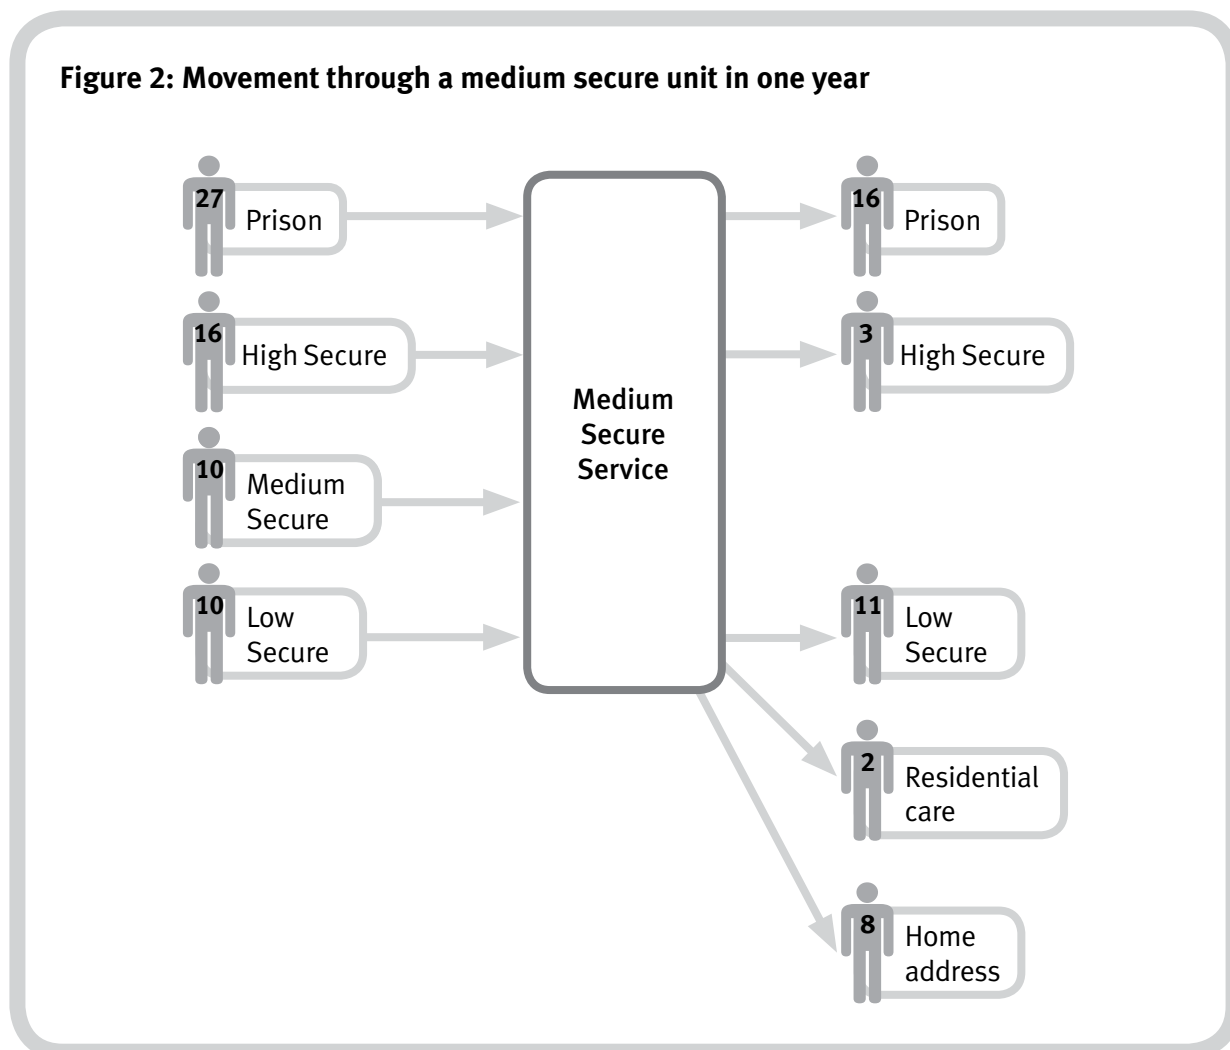 Figure 2: Movement through a medium secure unit in one year
27
Prison
16
High Secure
10
Medium
Secure
10
Low
Secure
Medium
Secure
Service
16
Prison
3
High Secure
11
Low
Secure
2
Residential
care
8
Home
address